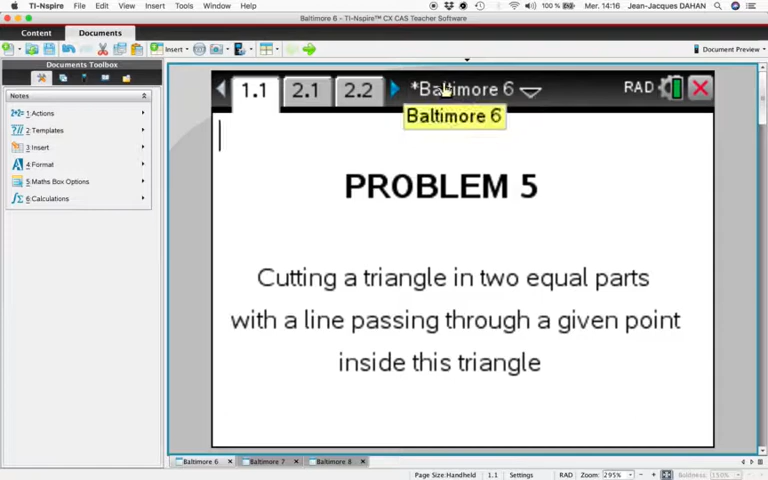 TI-Nspire File Edit View Insert Tools Window Help 100 % Mar. 14:16 Jean-Jacques DAHAN
Baltimore 6 - TI-Nspire™ CX CAS Teacher Software
Content Documents
Insert Document Preview
Documents Toolbox
Notes
1 Actions
2 Templates
3 Insert
4 Format
5 Maths Box Options
6 Calculations
1.1 2.1 2.2 *Baltimore 6 RAD
Baltimore 6
PROBLEM 5
Cutting a triangle in two equal parts
with a line passing through a given point
inside this triangle
Baltimore 6 Baltimore 7 Baltimore 8
Page Size: Handheld 1.1 Settings RAD Zoom: 295% Boldness: 150%